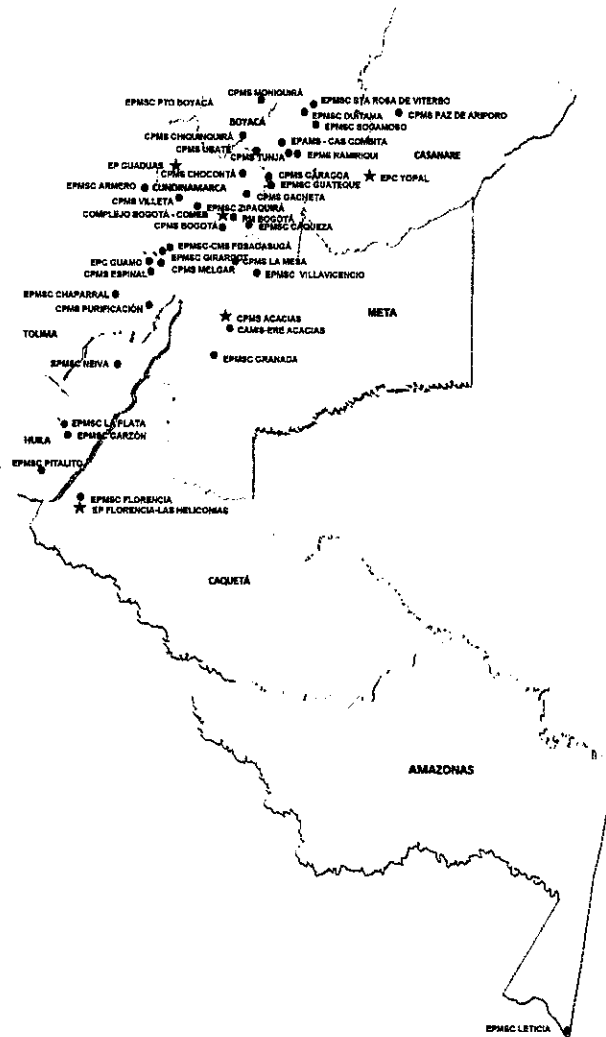 CPMS MONIQUIRÁ
EPMSC PTO BOYACÁ
EPMSC STA ROSA DE VITERBO
EPMSC DUITAMA
CPMS PAZ DE ARIPORO
BOYACÁ
EPMSC SOGAMOSO
CPMS CHIQUINQUIRÁ
EPAMS - CAS COMBITA
CPMS UBATÉ
CPMS TUNJA
EPMS RAMIRIQUI
CASANARE
EP GUADUAS
CPMS CHOCONTÁ
CPMS GARAGOA
EPC YOPAL
EPMSC ARMERO
CUNDINAMARCA
EPMSC GUATEQUE
CPMS VILLETA
CPMS GACHETA
EPMSC ZIPAQUIRÁ
COMPLEJO BOGOTÁ - COMEB
RM BOGOTÁ
CPMS BOGOTÁ
EPMSC CAQUEZA
EPMSC-CMS FUSAGASUGÁ
EPC GUAMO
EPMSC GIRARDOT
CPMS LA MESA
CPMS ESPINAL
CPMS MELGAR
EPMSC VILLAVICENCIO
EPMSC CHAPARRAL
CPMS PURIFICACIÓN
CPMS ACACIAS
META
TOLIMA
CAMIS-ERE ACACIAS
EPMSC GRANADA
EPMSC NEIVA
EPMSC LA PLATA
HUILA
EPMSC GARZÓN
EPMSC PITALITO
EPMSC FLORENCIA
EP FLORENCIA-LAS HELICONIAS
CAQUETÁ
AMAZONAS
EPMSC LETICIA